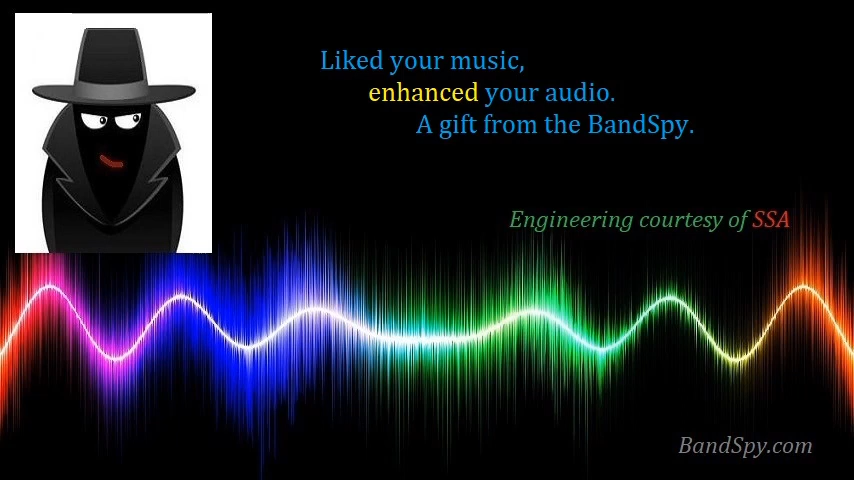 Liked your music,
enhanced your audio.
A gift from the BandSpy.
Engineering courtesy of SSA
BandSpy.com